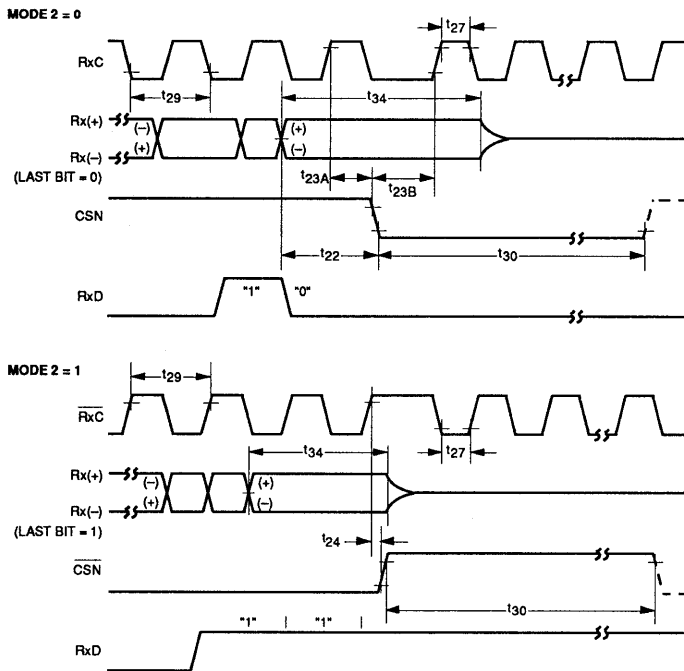 MODE 2 = 0
t27
RxC
t29
t34
Rx(+)
(–) (+)
Rx(–)
(+) (–)
(LAST BIT = 0)
t23A
t23B
CSN
t22
t30
RxD
"1" "0"
MODE 2 = 1
t29
RxC
t34
t27
Rx(+)
(–) (+)
Rx(–)
(+) (–)
(LAST BIT = 1)
t24
CSN
t30
"1" "1"
RxD